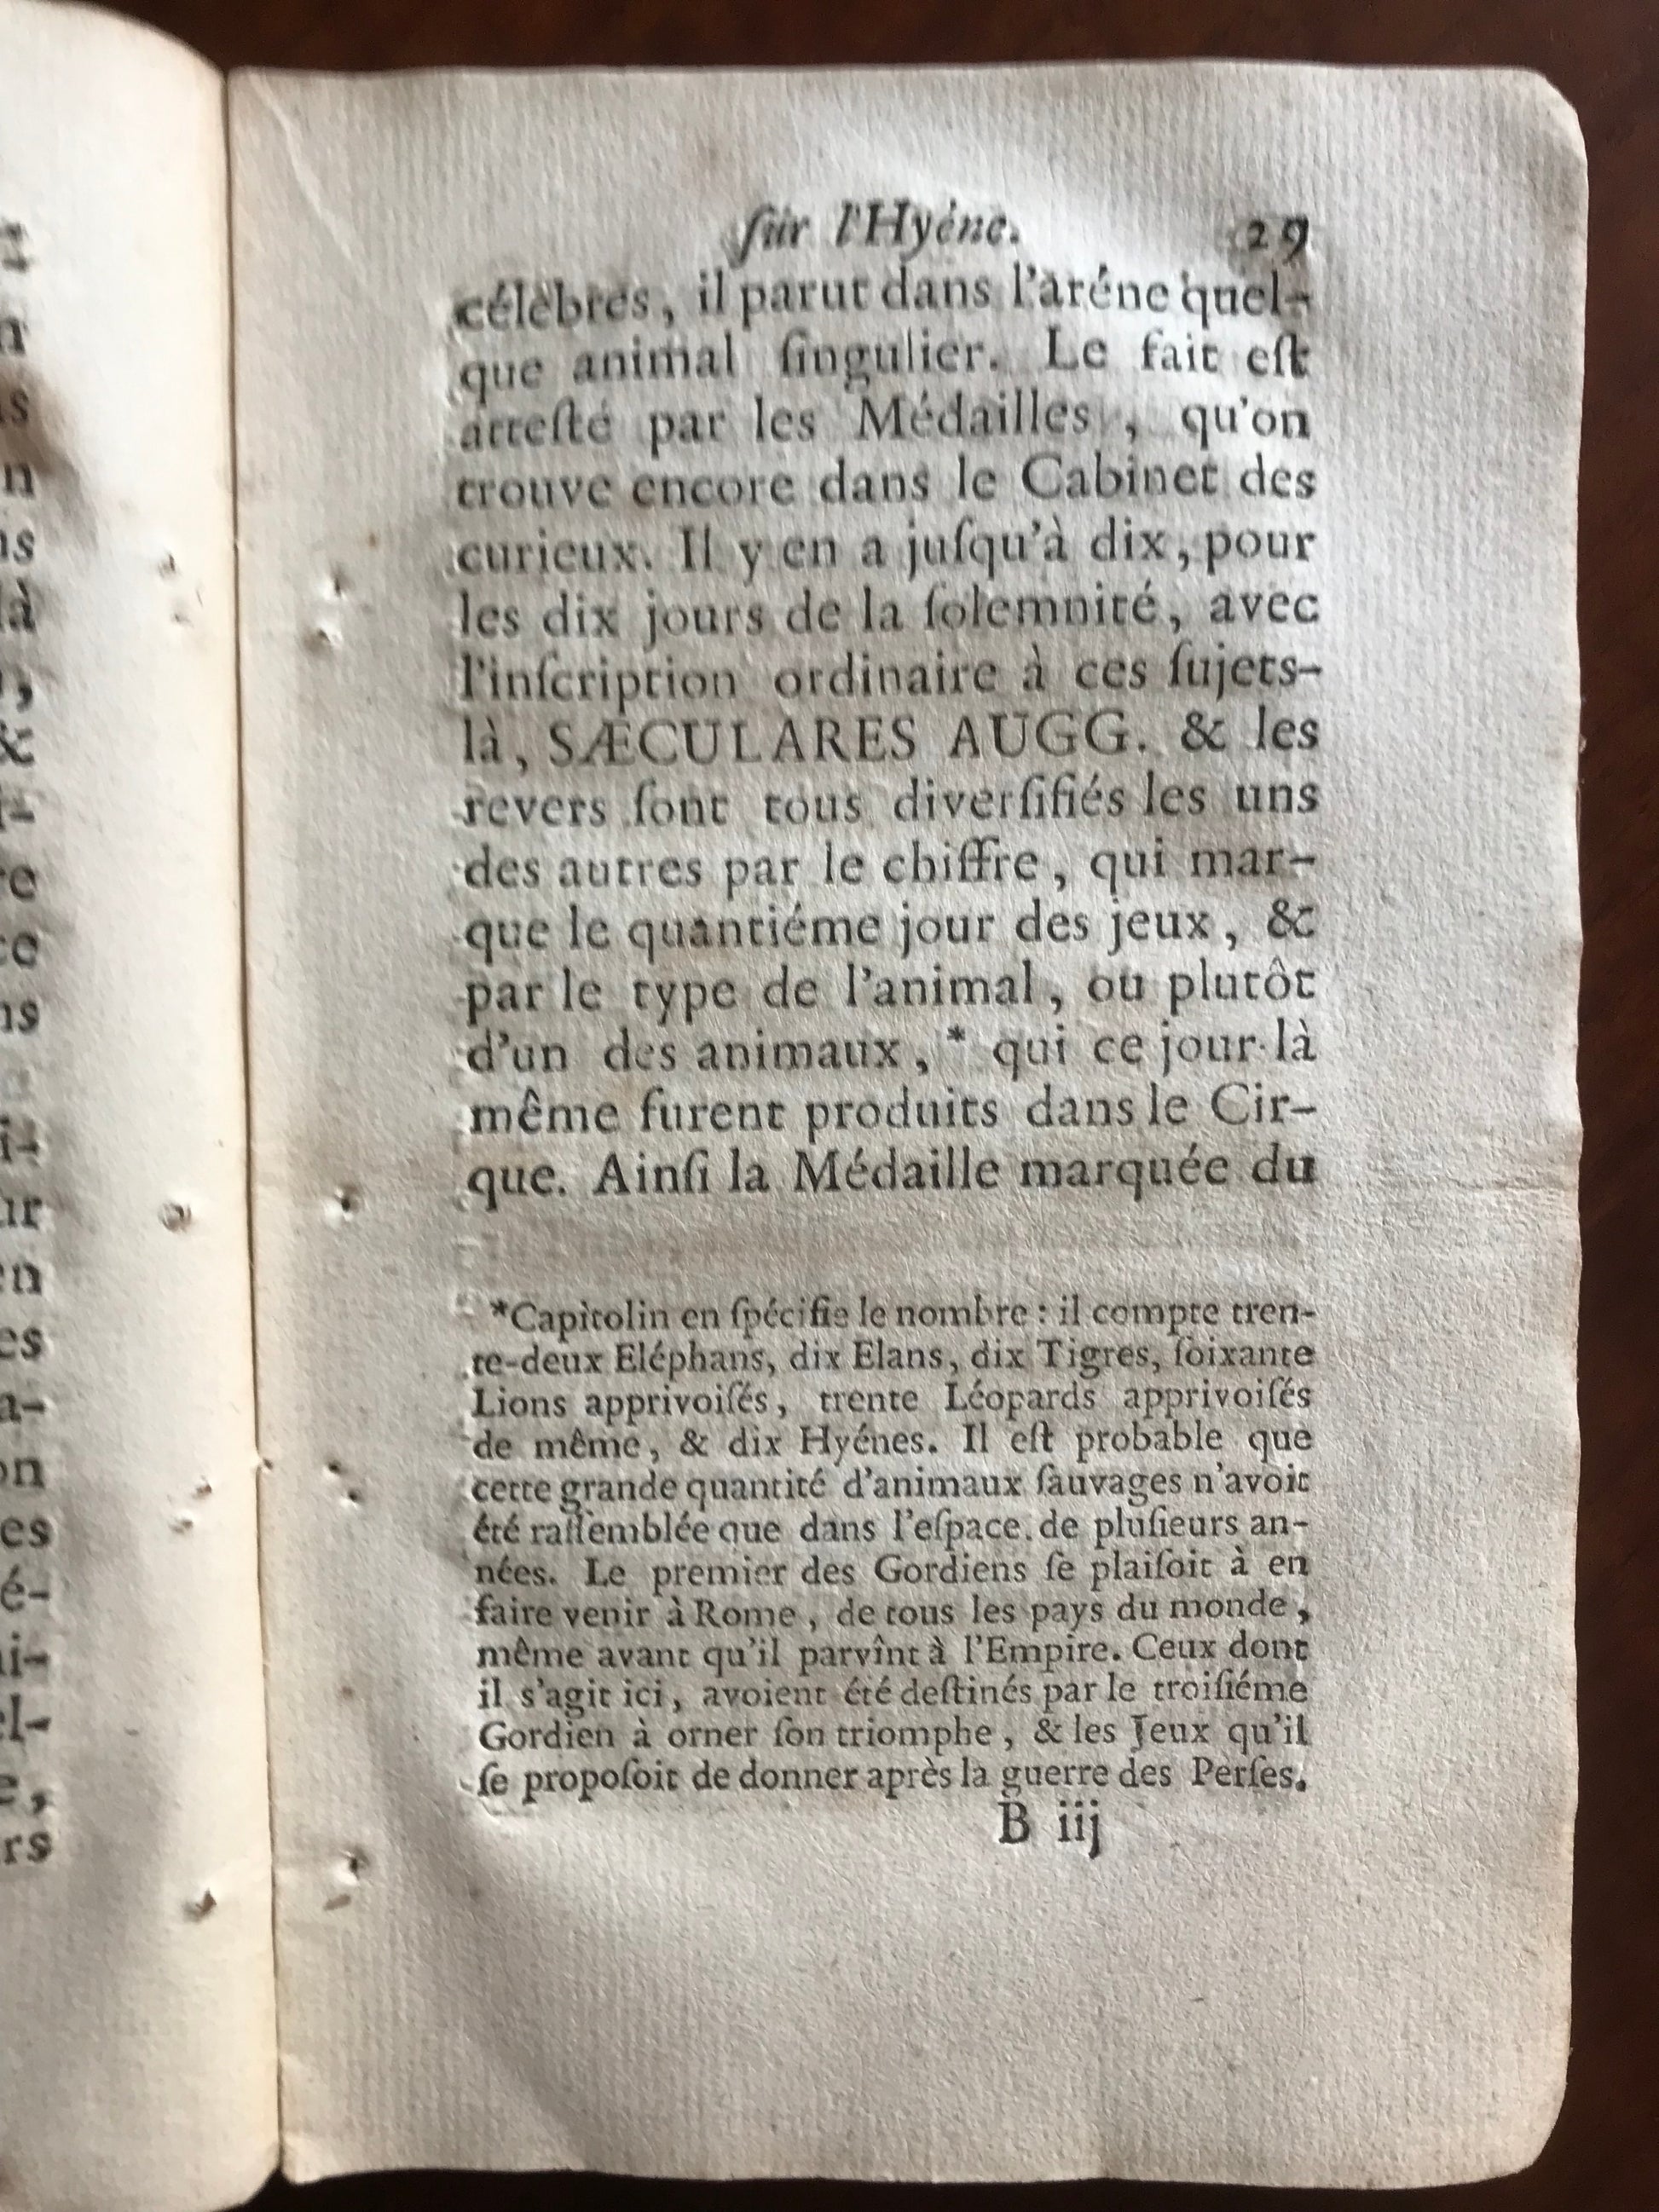 ſur l'Hyéne. 29
célèbres, il parut dans l'aréne quel-
que animal ſingulier. Le fait eſt
atteſté par les Médailles, qu'on
trouve encore dans le Cabinet des
curieux. Il y en a juſqu'à dix, pour
les dix jours de la ſolemnité, avec
l'inſcription ordinaire à ces ſujets-
là, SÆCULARES AUGG. & les
revers ſont tous diverſifiés les uns
des autres par le chiffre, qui mar-
que le quantiéme jour des jeux, &
par le type de l'animal, ou plutôt
d'un des animaux, * qui ce jour-là
même furent produits dans le Cir-
que. Ainſi la Médaille marquée du
*Capitolin en ſpécifie le nombre : il compte tren-
te-deux Eléphans, dix Elans, dix Tigres, ſoixante
Lions apprivoiſés, trente Léopards apprivoiſés
de même, & dix Hyénes. Il eſt probable que
cette grande quantité d'animaux ſauvages n'avoit
été raſſemblée que dans l'eſpace de pluſieurs an-
nées. Le premier des Gordiens ſe plaiſoit à en
faire venir à Rome, de tous les pays du monde,
même avant qu'il parvînt à l'Empire. Ceux dont
il s'agit ici, avoient été deſtinés par le troiſiéme
Gordien à orner ſon triomphe, & les Jeux qu'il
ſe propoſoit de donner après la guerre des Perſes.
B iij